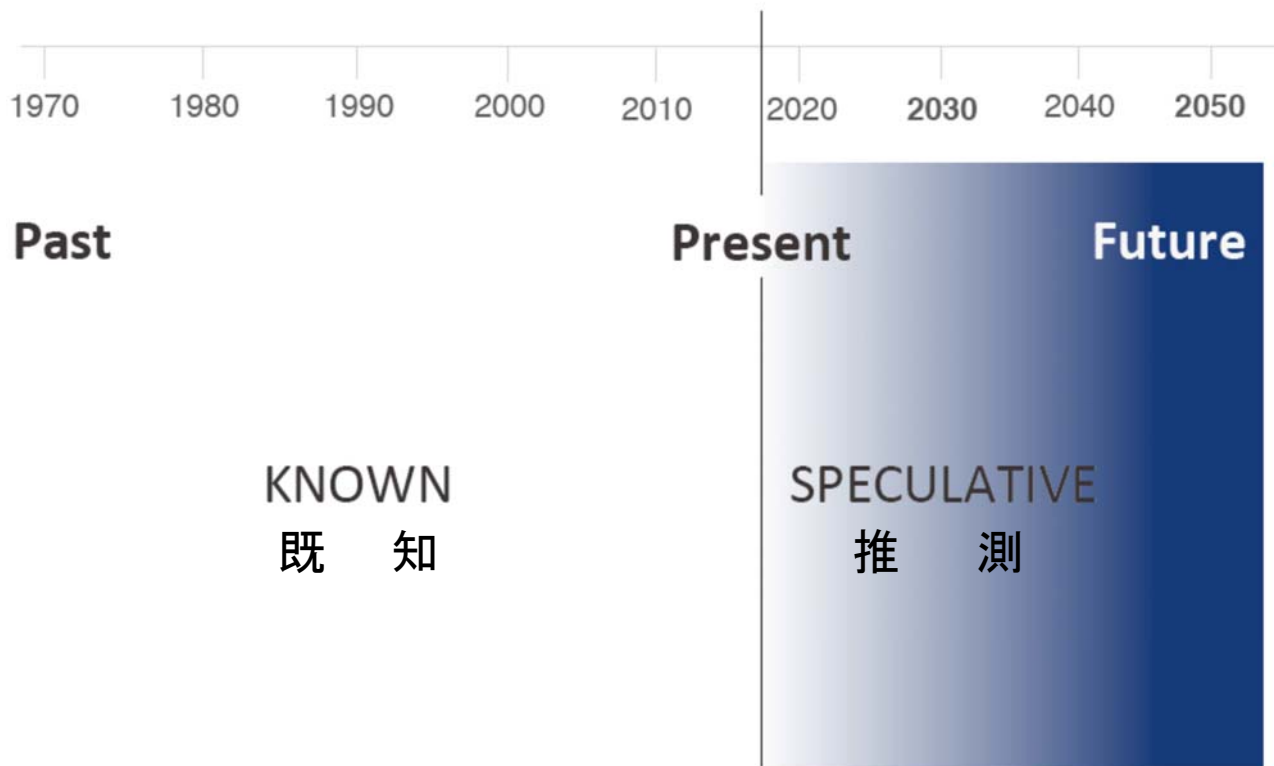 1970 1980 1990 2000 2010 2020 2030 2040 2050
Past Present Future
KNOWN SPECULATIVE
既 知 推 測